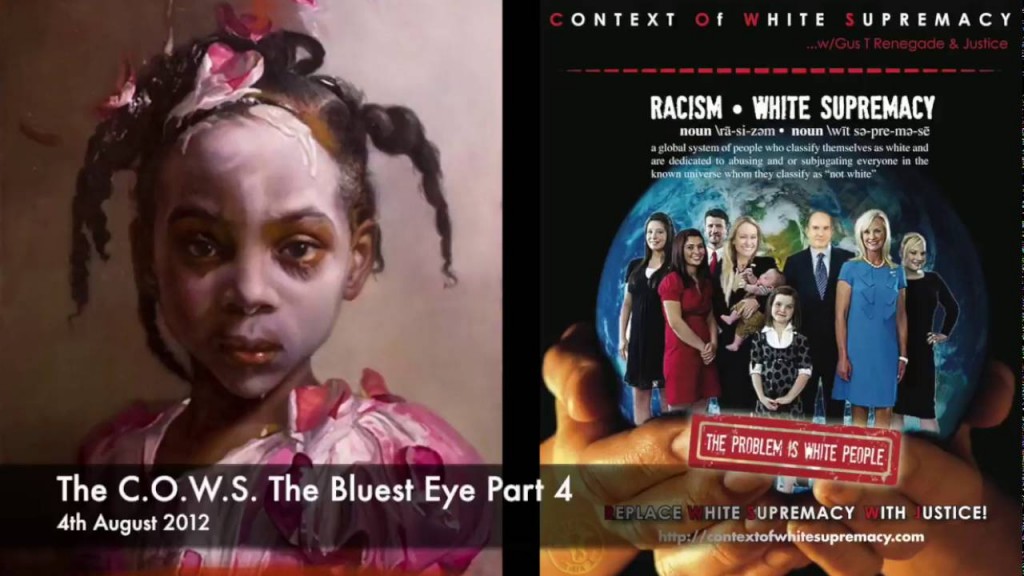 The C.O.W.S. The Bluest Eye Part 4
4th August 2012
CONTEXT Of WHITE SUPREMACY
...w/Gus T Renegade & Justice
RACISM • WHITE SUPREMACY
noun \rā-si-zəm • noun \wīt sə-pre-mə-sē
a global system of people who classify themselves as white and
are dedicated to abusing and or subjugating everyone in the
known universe whom they classify as "not white"
THE PROBLEM IS WHITE PEOPLE
REPLACE WHITE SUPREMACY WITH JUSTICE!
http://contextofwhitesupremacy.com